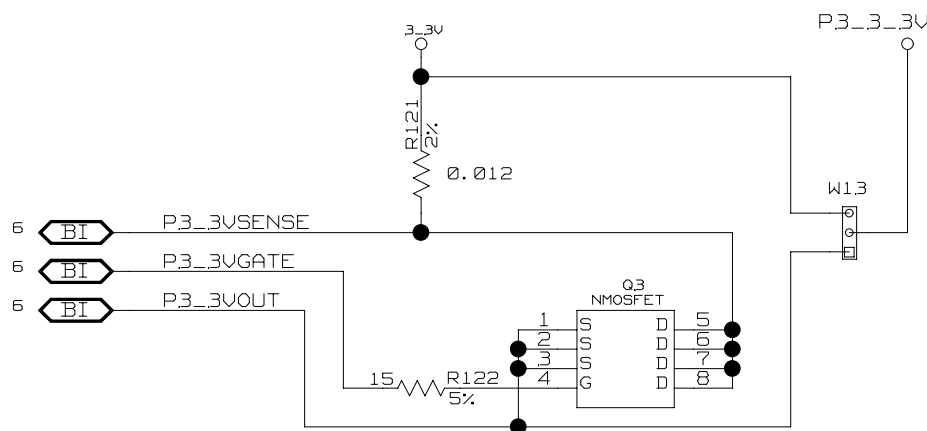 P3_3_3V
3_3V
R121
2%
0.012
W13
6 BI P3_3VSENSE
6 BI P3_3VGATE
6 BI P3_3VOUT
Q3
NMOSFET
1 S D 5
2 S D 6
3 S D 7
4 G D 8
15 R122
5%